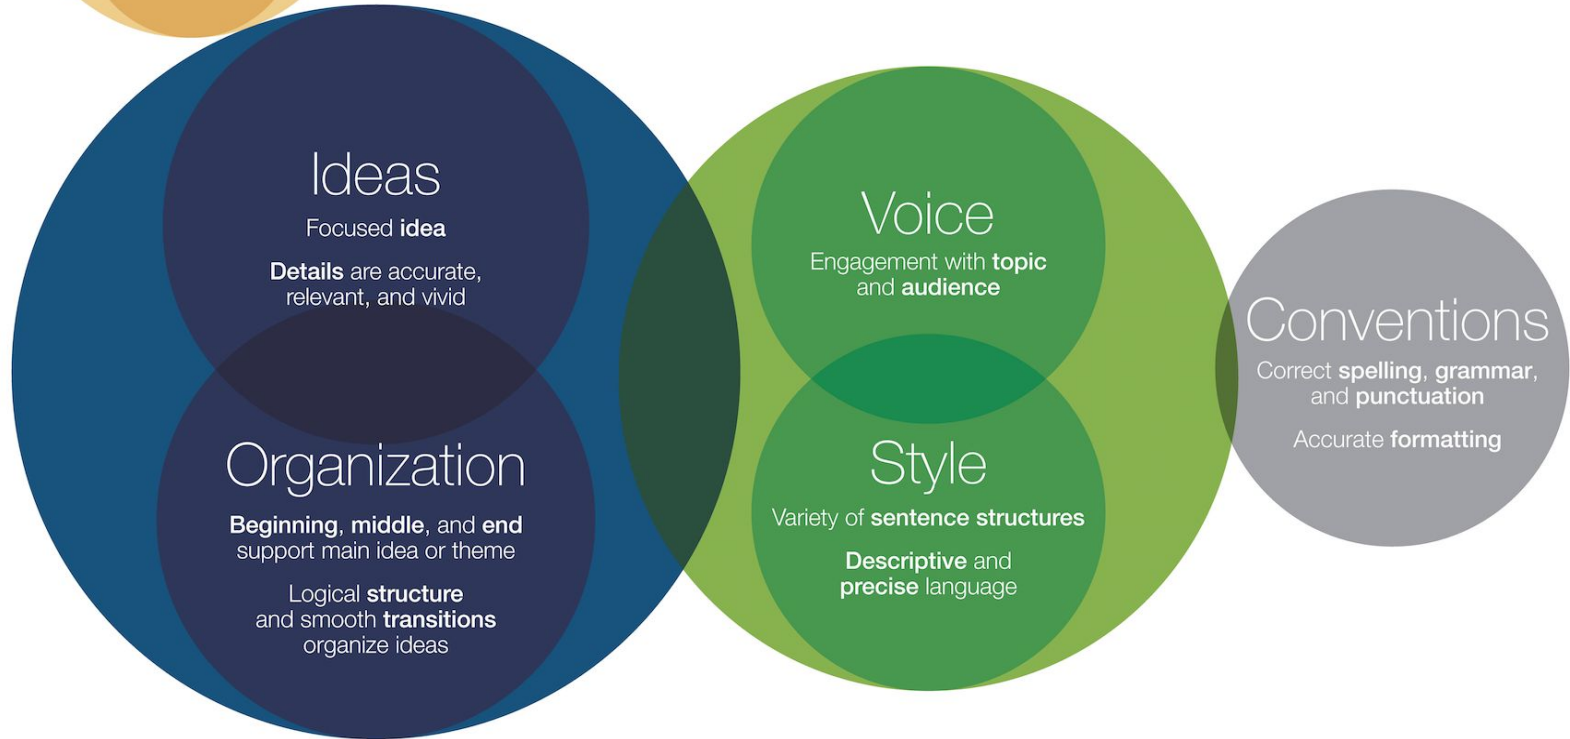 Ideas
Focused idea
Details are accurate,
relevant, and vivid
Organization
Beginning, middle, and end
support main idea or theme
Logical structure
and smooth transitions
organize ideas
Voice
Engagement with topic
and audience
Style
Variety of sentence structures
Descriptive and
precise language
Conventions
Correct spelling, grammar,
and punctuation
Accurate formatting